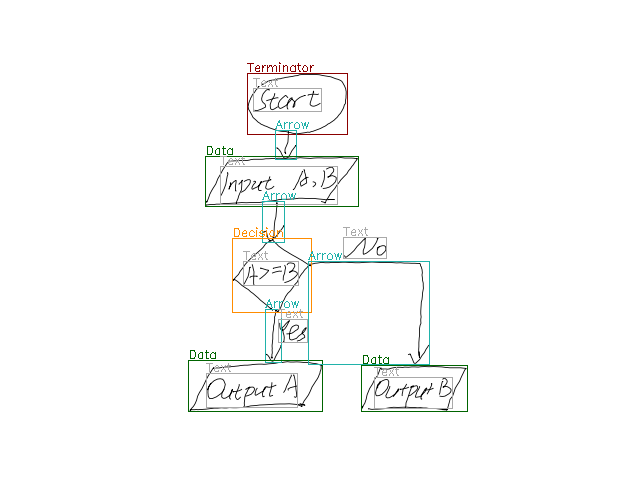 Terminator
Text
Start
Arrow
Data
Text
Input A,B
Arrow
Decision
Text
No
Text
A>=B
Arrow
Arrow
Text
Yes
Data
Text
Output A
Data
Text
Output B